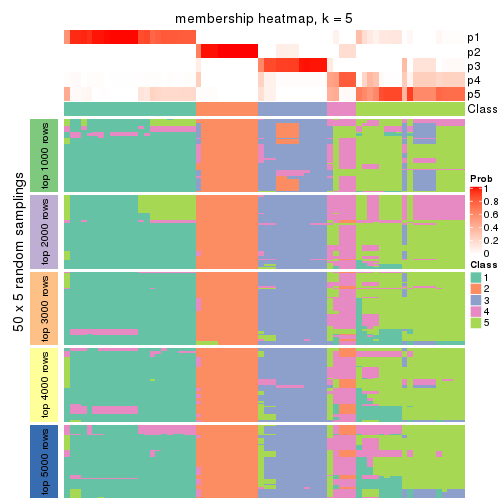 membership heatmap, k = 5
p1
p2
p3
p4
p5
Class
50 x 5 random samplings
top 1000 rows
top 2000 rows
top 3000 rows
top 4000 rows
top 5000 rows
Prob
1
0.8
0.6
0.4
0.2
0
Class
1
2
3
4
5